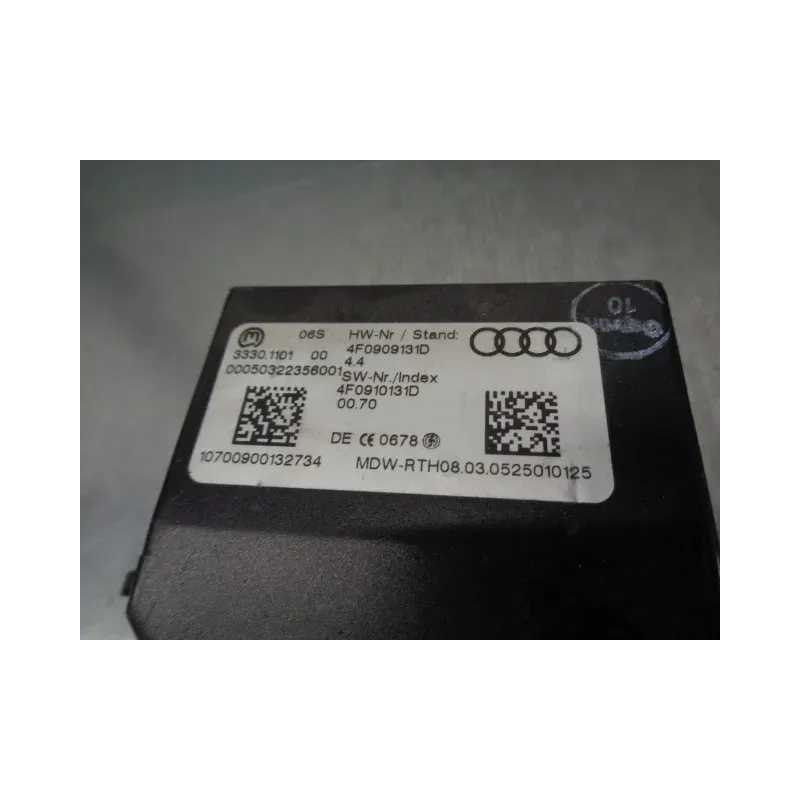 M 06S HW-Nr / Stand:
3330.1101 00 4F0909131D
4.4
00050322356001 SW-Nr./Index
4F0910131D
00.70
DE CE 0678
10700900132734 MDW-RTH08.03.0525010125
10